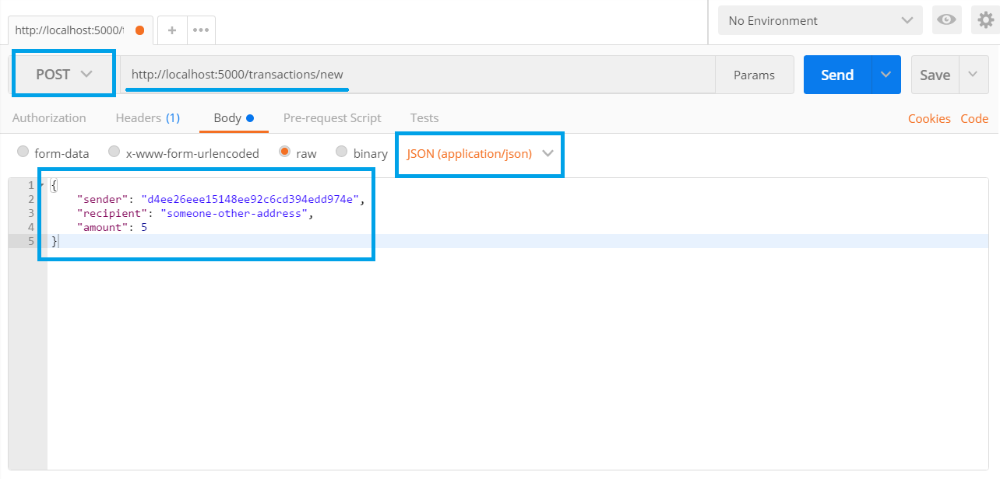 http://localhost:5000/t
No Environment
POST
http://localhost:5000/transactions/new
Params
Send
Save
Authorization
Headers (1)
Body
Pre-request Script
Tests
Cookies
Code
form-data
x-www-form-urlencoded
raw
binary
JSON (application/json)
1 {
2 "sender": "d4ee26eee15148ee92c6cd394edd974e",
3 "recipient": "someone-other-address",
4 "amount": 5
5 }